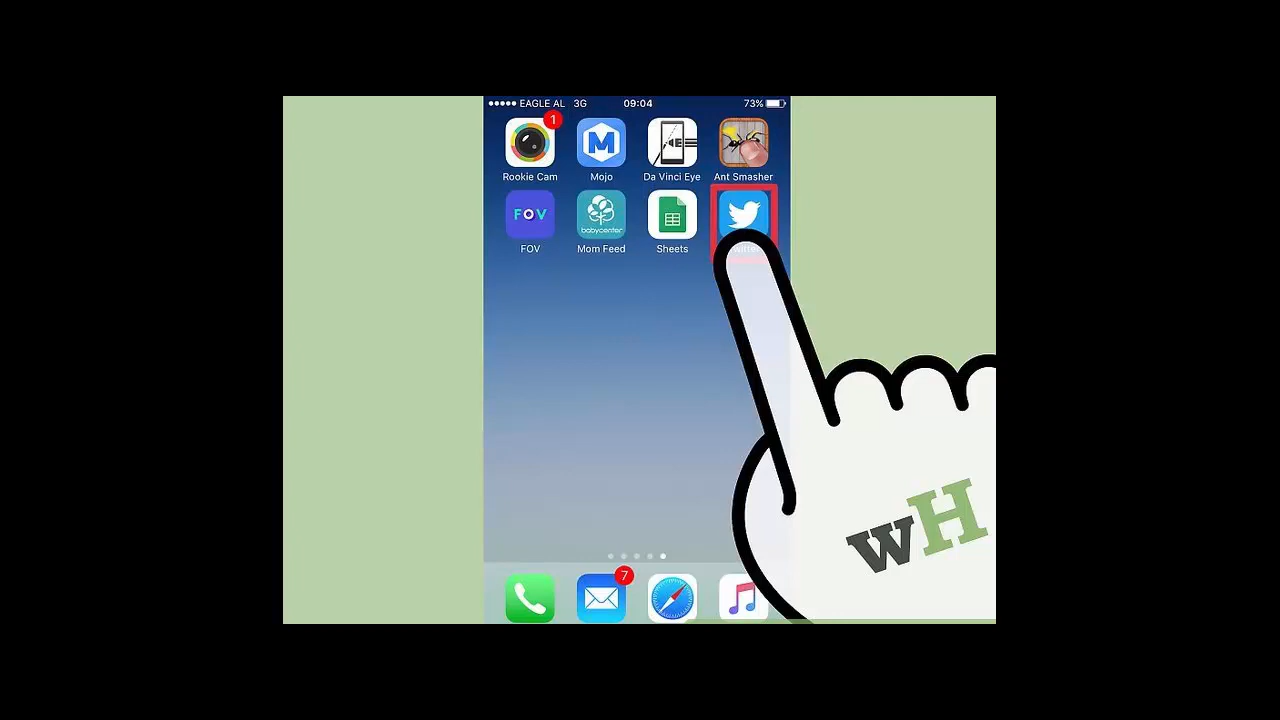 EAGLE AL 3G 09:04 73%
1
Rookie Cam Mojo Da Vinci Eye Ant Smasher
FOV babycenter
FOV Mom Feed Sheets
wH
7